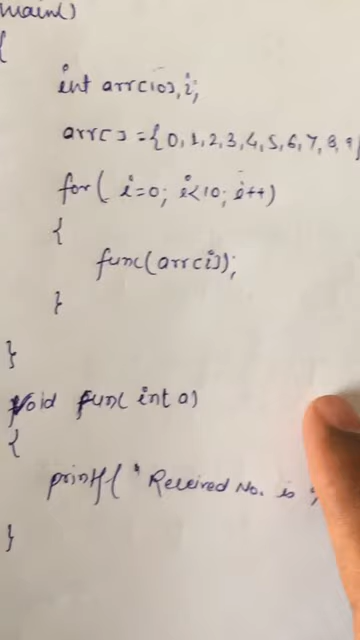 main()
{
int arr[10], i;
arr[] = {0, 1, 2, 3, 4, 5, 6, 7, 8, 9}
for( i=0; i<10; i++)
{
func(arr[i]);
}
}
void func( int a)
{
printf( " Received No. is
}